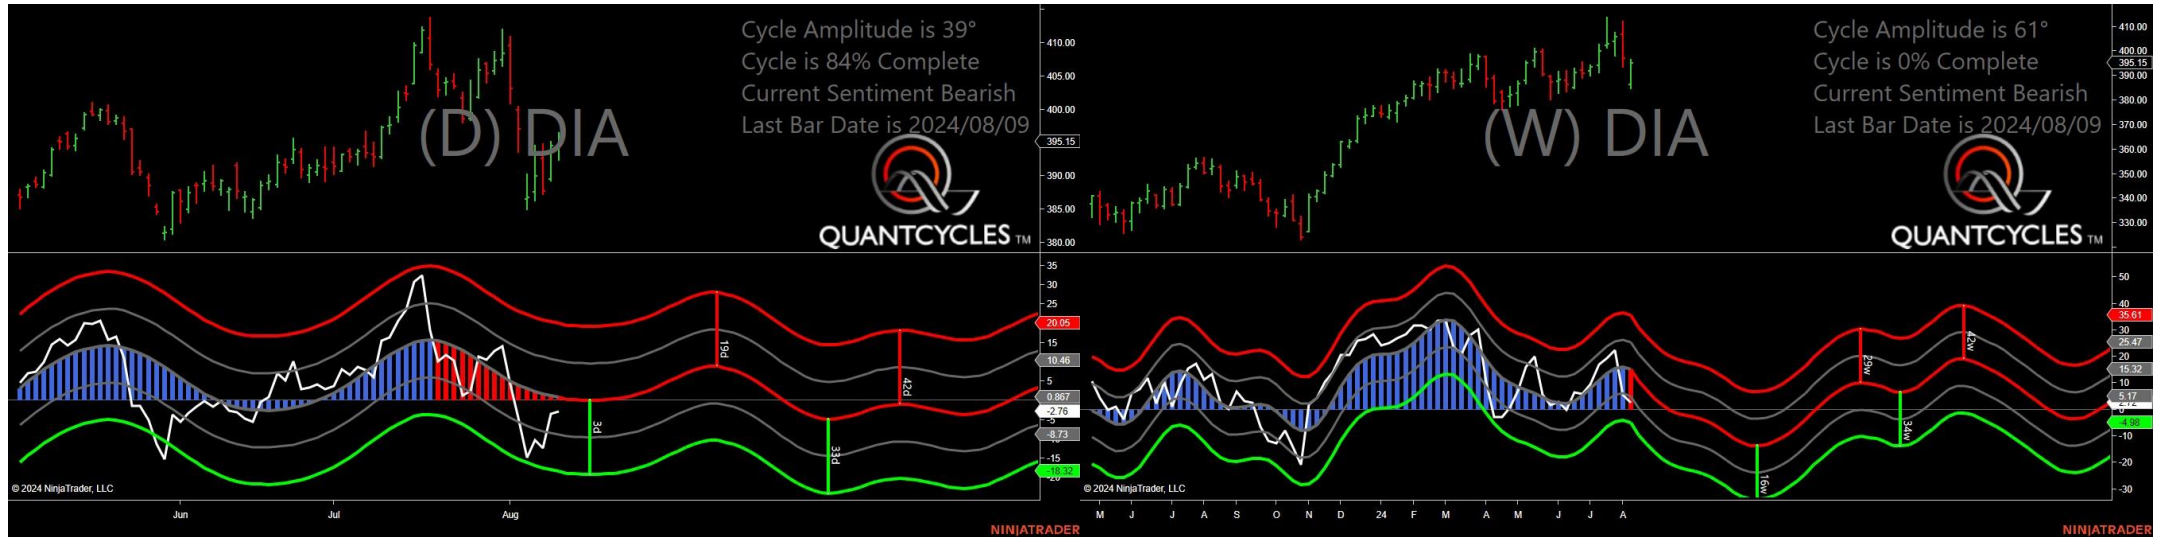 Cycle Amplitude is 39°
Cycle is 84% Complete
Current Sentiment Bearish
Last Bar Date is 2024/08/09
(D) DIA
QUANTCYCLES TM
410.00
405.00
400.00
395.15
390.00
385.00
380.00
35
30
25
20.05
15
10.46
5
0.867
-2.76
-5
-8.73
-15
-18.32
19d
42d
3d
33d
© 2024 NinjaTrader, LLC
Jun Jul Aug
NINJATRADER
Cycle Amplitude is 61°
Cycle is 0% Complete
Current Sentiment Bearish
Last Bar Date is 2024/08/09
(W) DIA
QUANTCYCLES TM
410.00
400.00
395.15
390.00
380.00
370.00
360.00
350.00
340.00
330.00
50
40
35.61
30
25.47
20
15.32
10
5.17
-4.98
-10
-20
-30
29w
42w
34w
16w
© 2024 NinjaTrader, LLC
M J J A S O N D 24 F M A M J J A
NINJATRADER